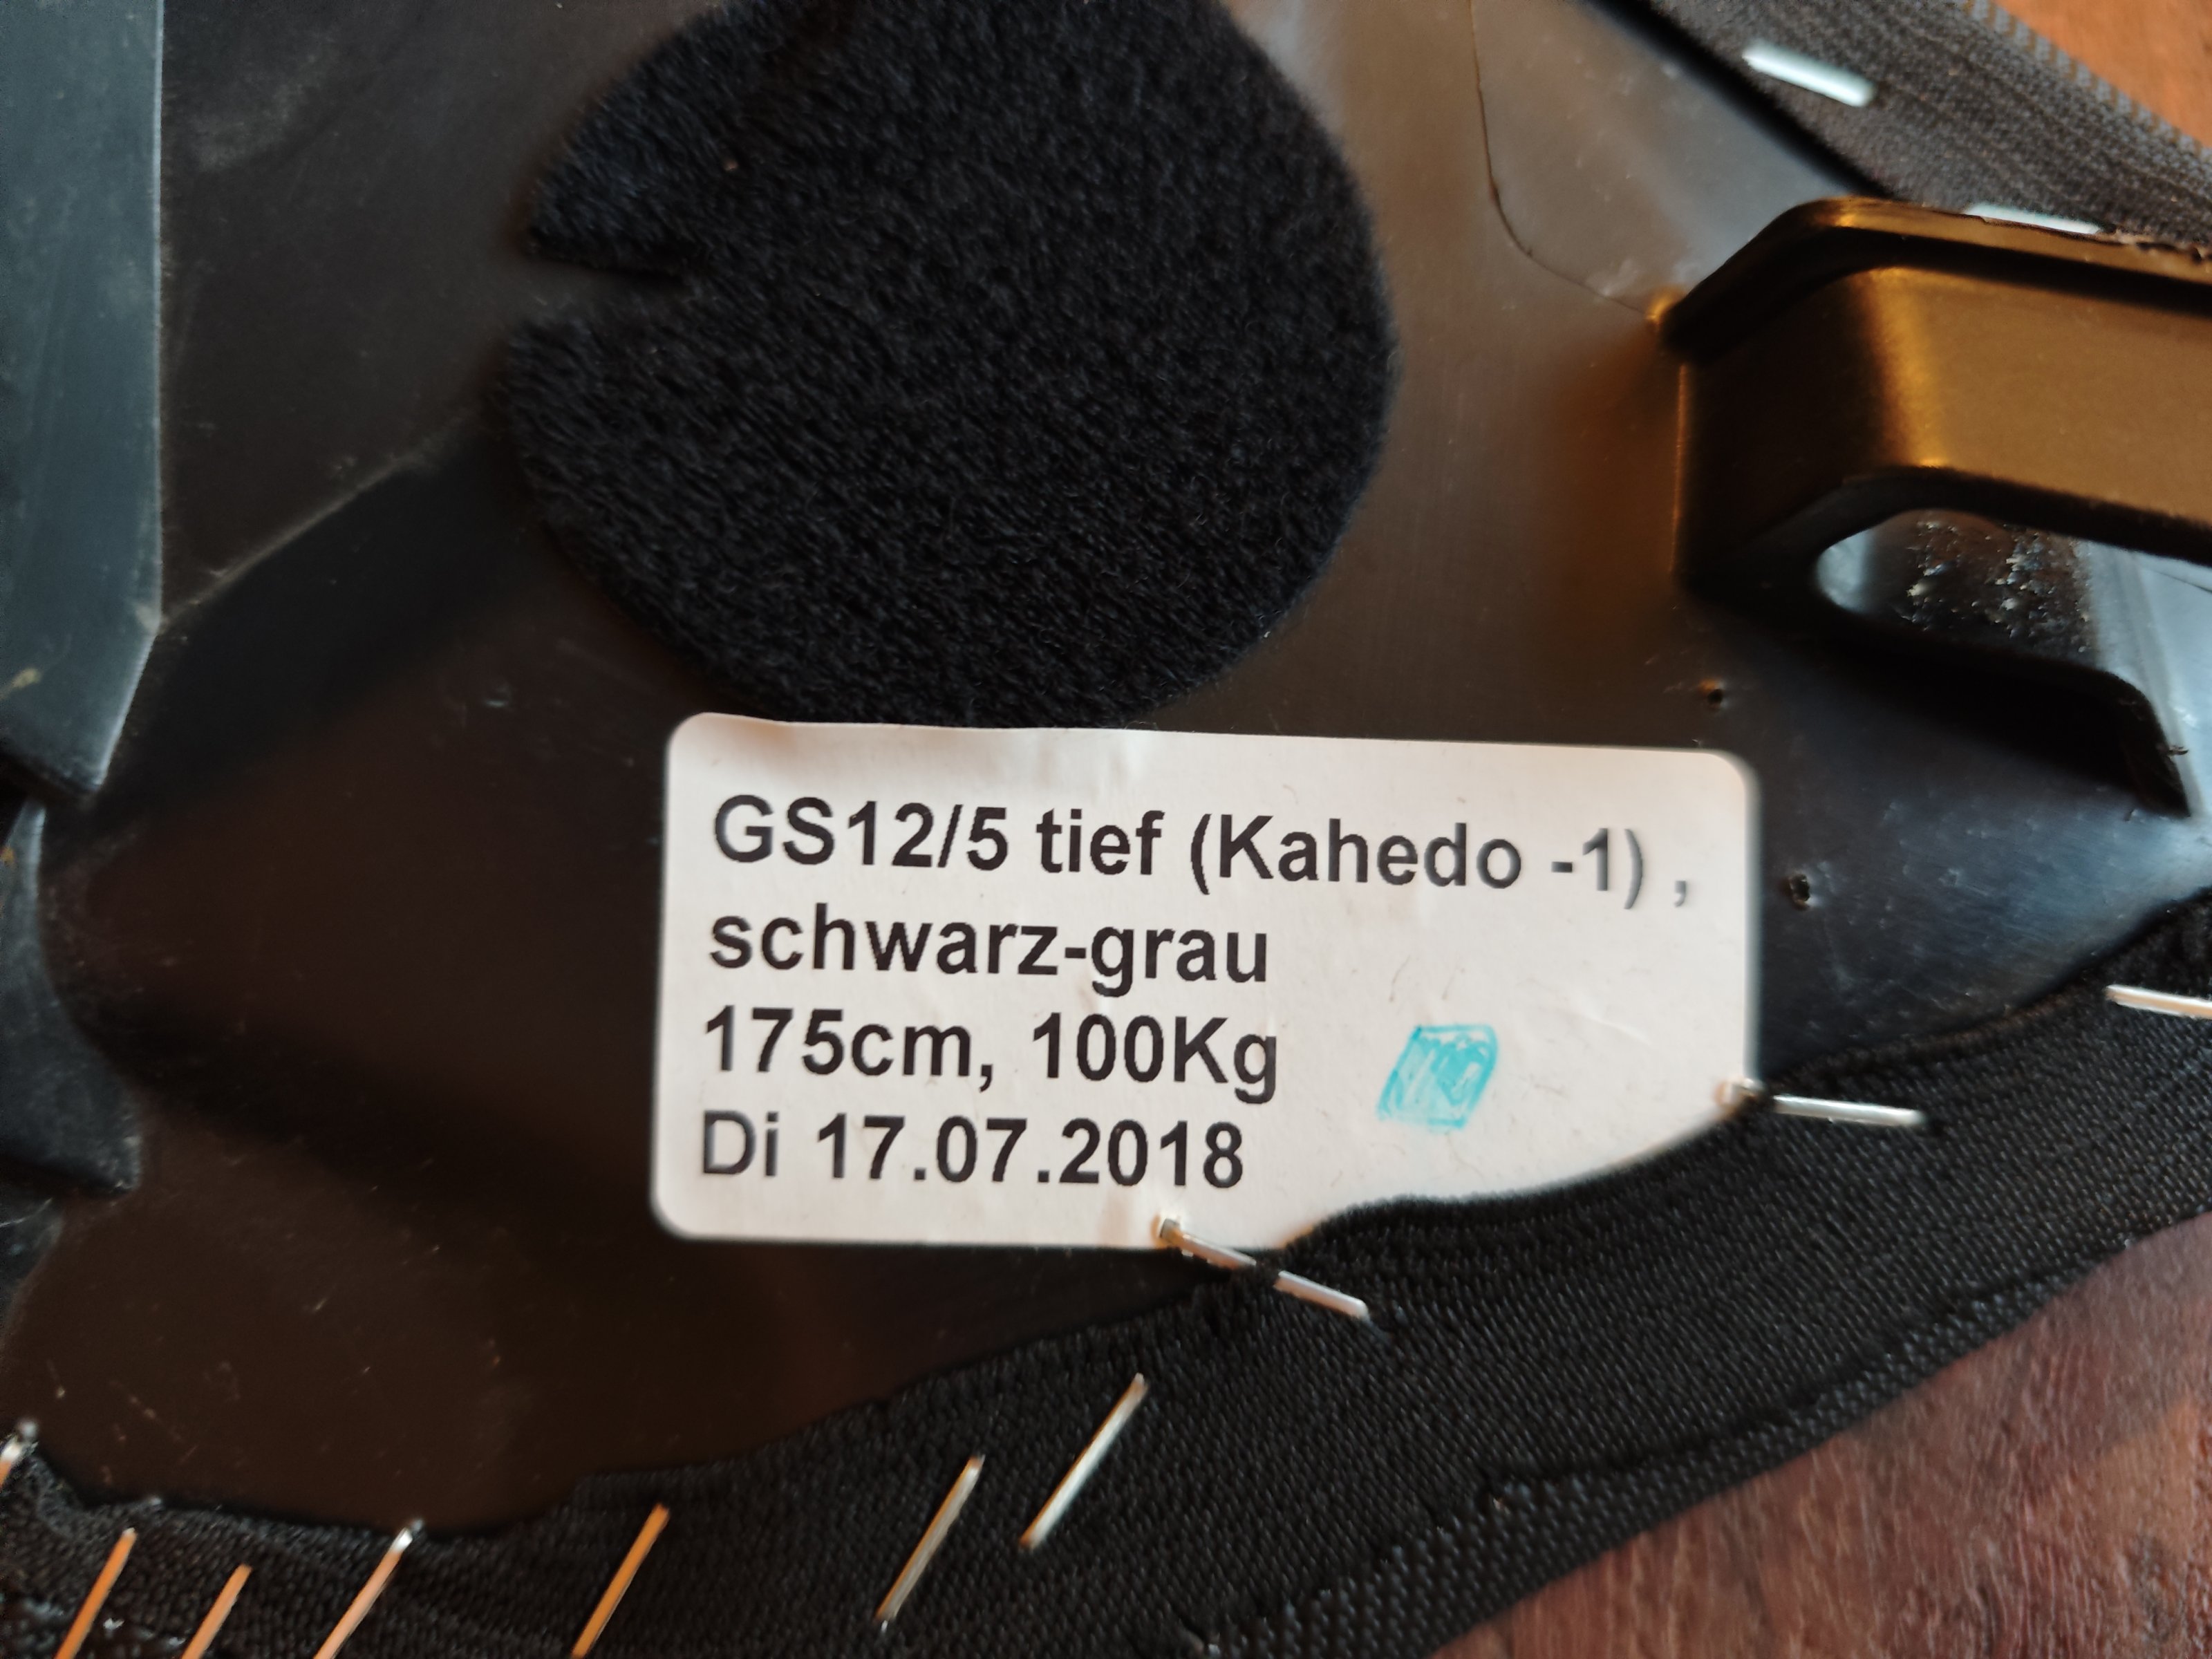 GS12/5 tief (Kahedo -1) ,
schwarz-grau
175cm, 100Kg
Di 17.07.2018